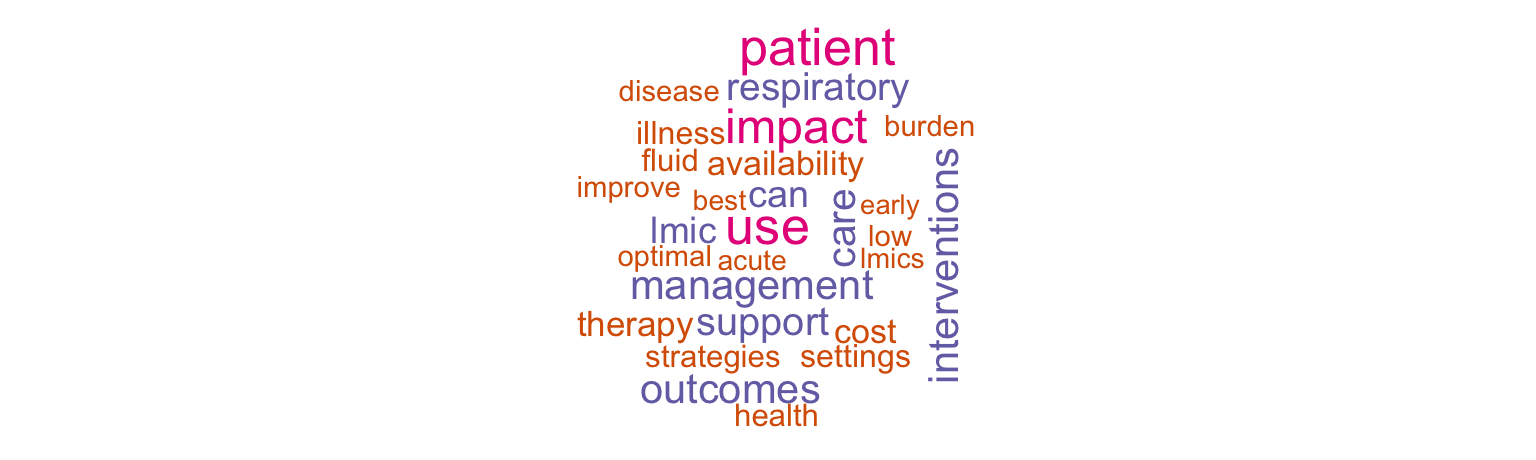 patient
disease respiratory
illness impact burden
fluid availability
improve best can care early interventions
lmic use low
optimal acute lmics
management
therapy support cost
strategies settings
outcomes
health